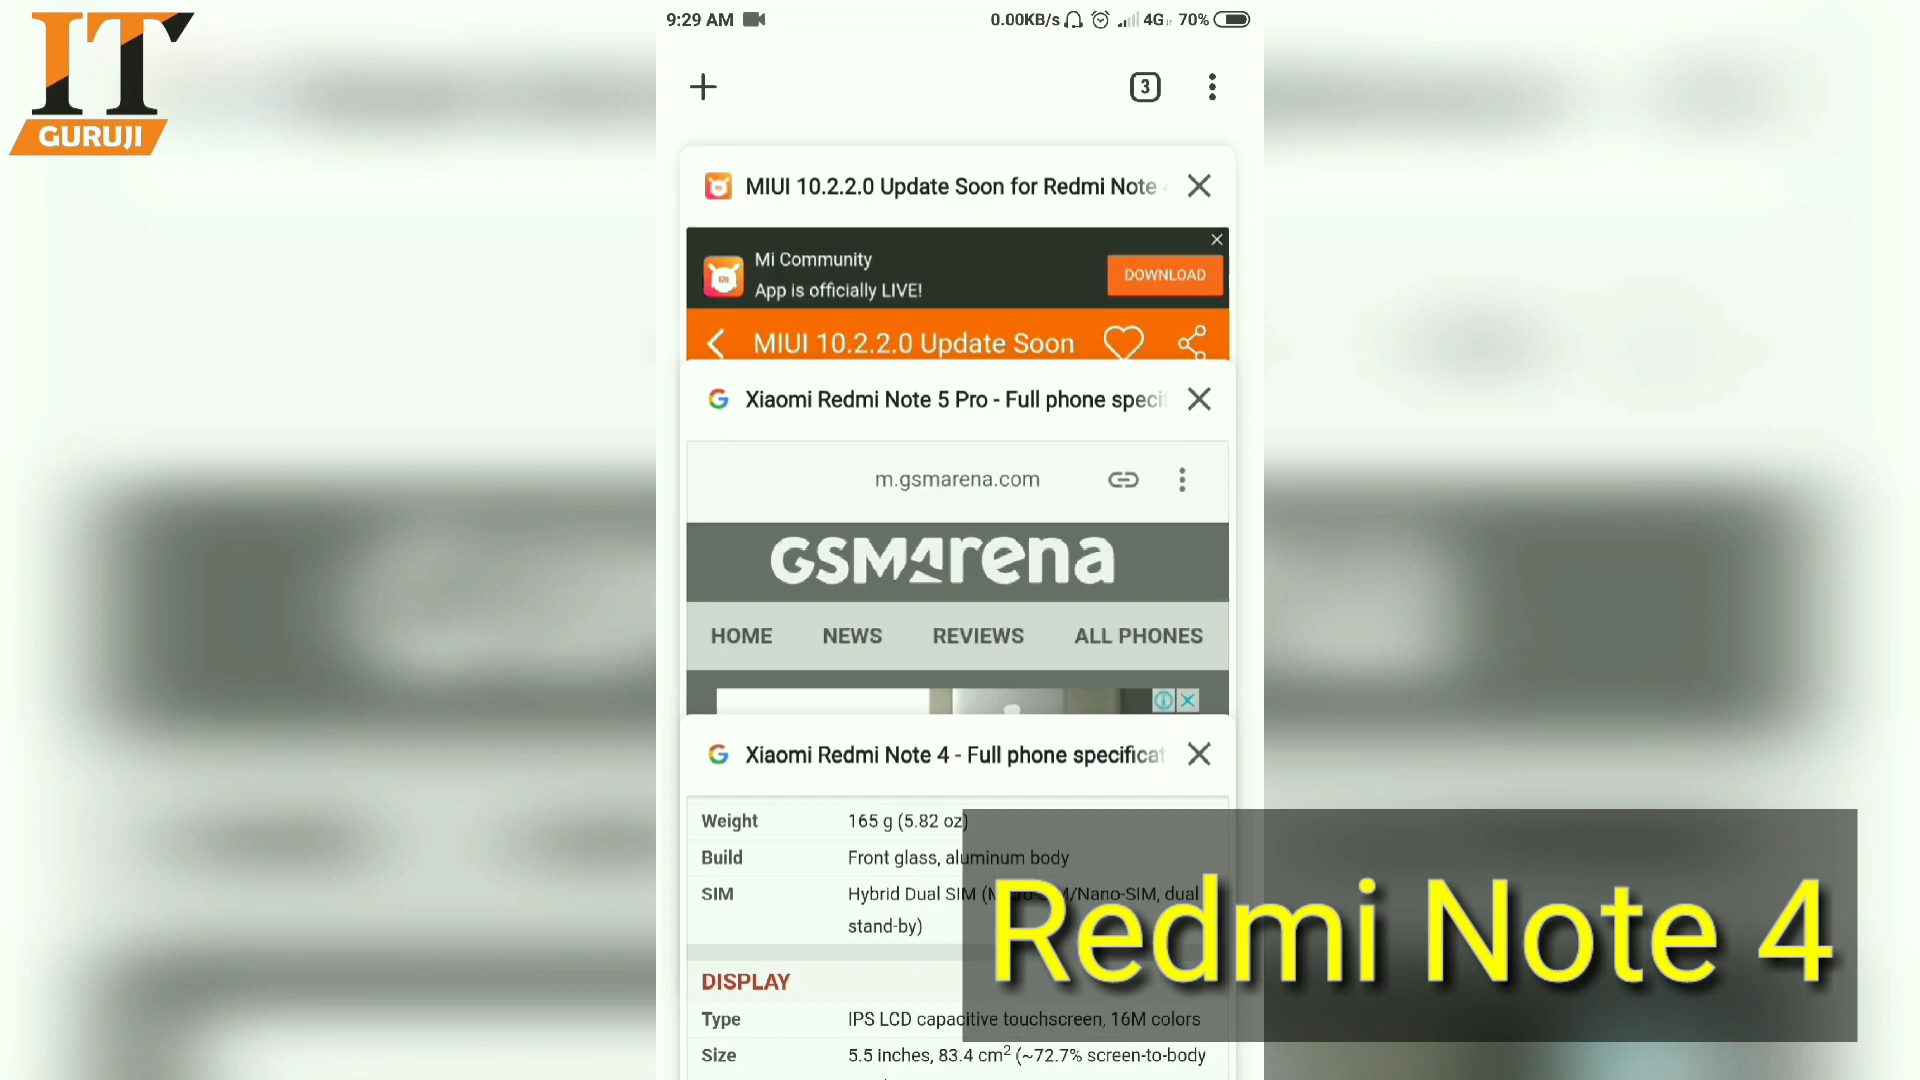 IT
GURUJI
9:29 AM
0.00KB/s 4G 70%
3
MIUI 10.2.2.0 Update Soon for Redmi Note
Mi Community
App is officially LIVE!
DOWNLOAD
MIUI 10.2.2.0 Update Soon
Xiaomi Redmi Note 5 Pro - Full phone specif
m.gsmarena.com
GSMArena
HOME NEWS REVIEWS ALL PHONES
Xiaomi Redmi Note 4 - Full phone specificat
Weight 165 g (5.82 oz)
Build Front glass, aluminum body
SIM Hybrid Dual SIM (Micro-SIM/Nano-SIM, dual
stand-by)
DISPLAY
Type IPS LCD capacitive touchscreen, 16M colors
Size 5.5 inches, 83.4 cm² (~72.7% screen-to-body
Redmi Note 4